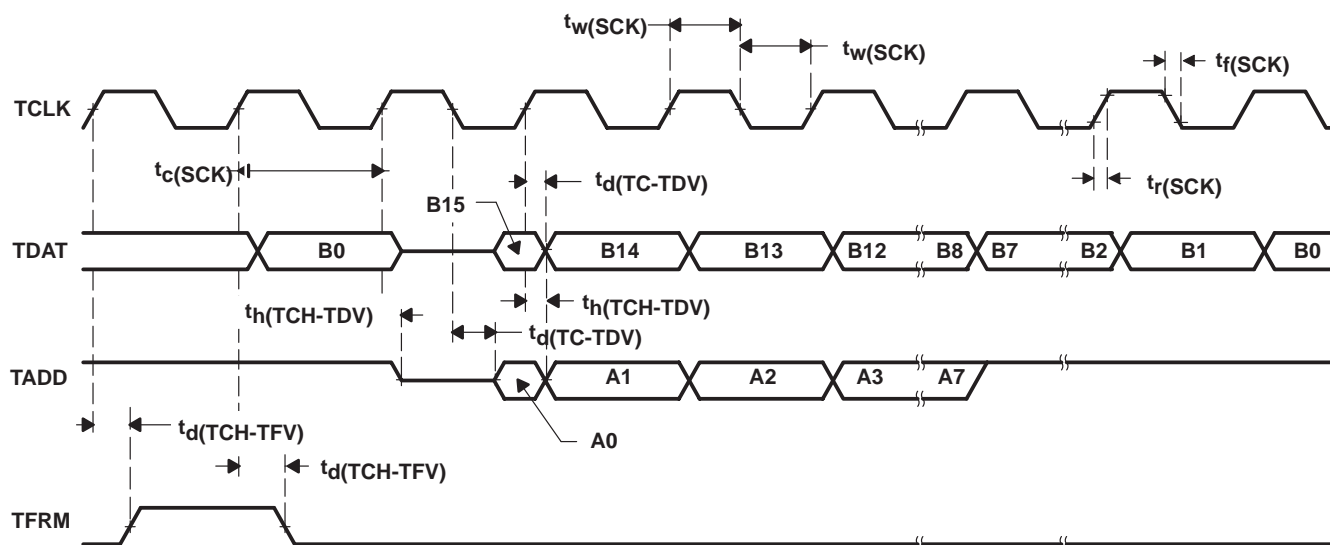 tw(SCK)
tw(SCK)
tf(SCK)
TCLK
tc(SCK)
td(TC-TDV)
tr(SCK)
B15
TDAT
B0
B14
B13
B12
B8
B7
B2
B1
B0
th(TCH-TDV)
th(TCH-TDV)
td(TC-TDV)
TADD
A1
A2
A3
A7
td(TCH-TFV)
A0
td(TCH-TFV)
TFRM